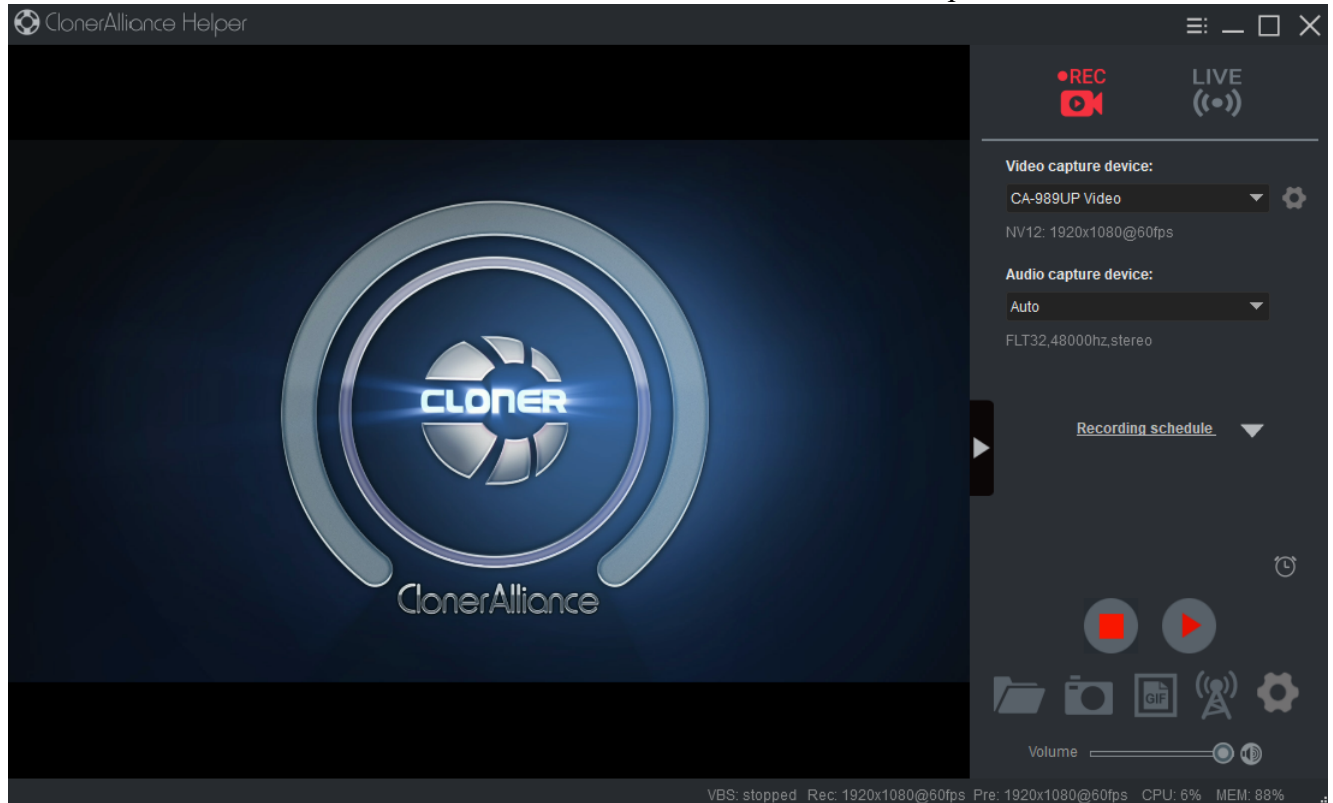 ClonerAlliance Helper
REC
LIVE
Video capture device:
CA-989UP Video
NV12: 1920x1080@60fps
Audio capture device:
Auto
FLT32,48000hz,stereo
CLONER
ClonerAlliance
Recording schedule
GIF
Volume
VBS: stopped Rec: 1920x1080@60fps Pre: 1920x1080@60fps CPU: 6% MEM: 88%